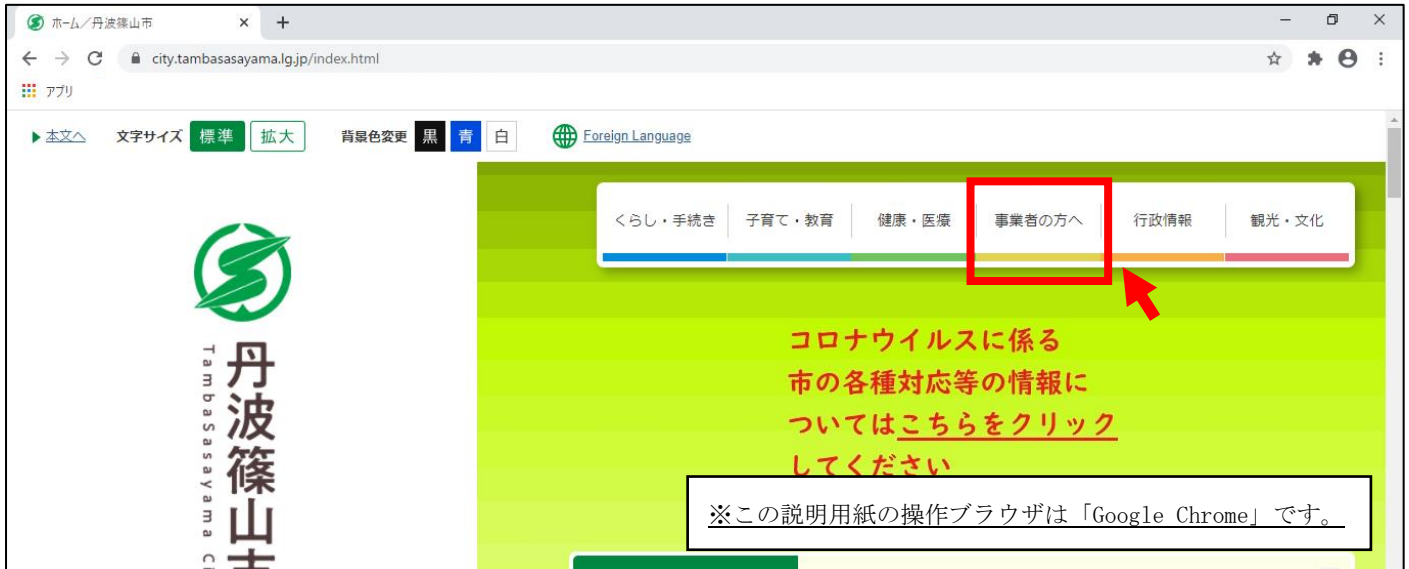 ホーム／丹波篠山市
city.tambasasayama.lg.jp/index.html
アプリ
本文へ 文字サイズ 標準 拡大 背景色変更 黒 青 白 Foreign Language
くらし・手続き 子育て・教育 健康・医療 事業者の方へ 行政情報 観光・文化
丹波篠山市
TambaSasayama
コロナウイルスに係る
市の各種対応等の情報に
ついてはこちらをクリック
してください
※この説明用紙の操作ブラウザは「Google Chrome」です。